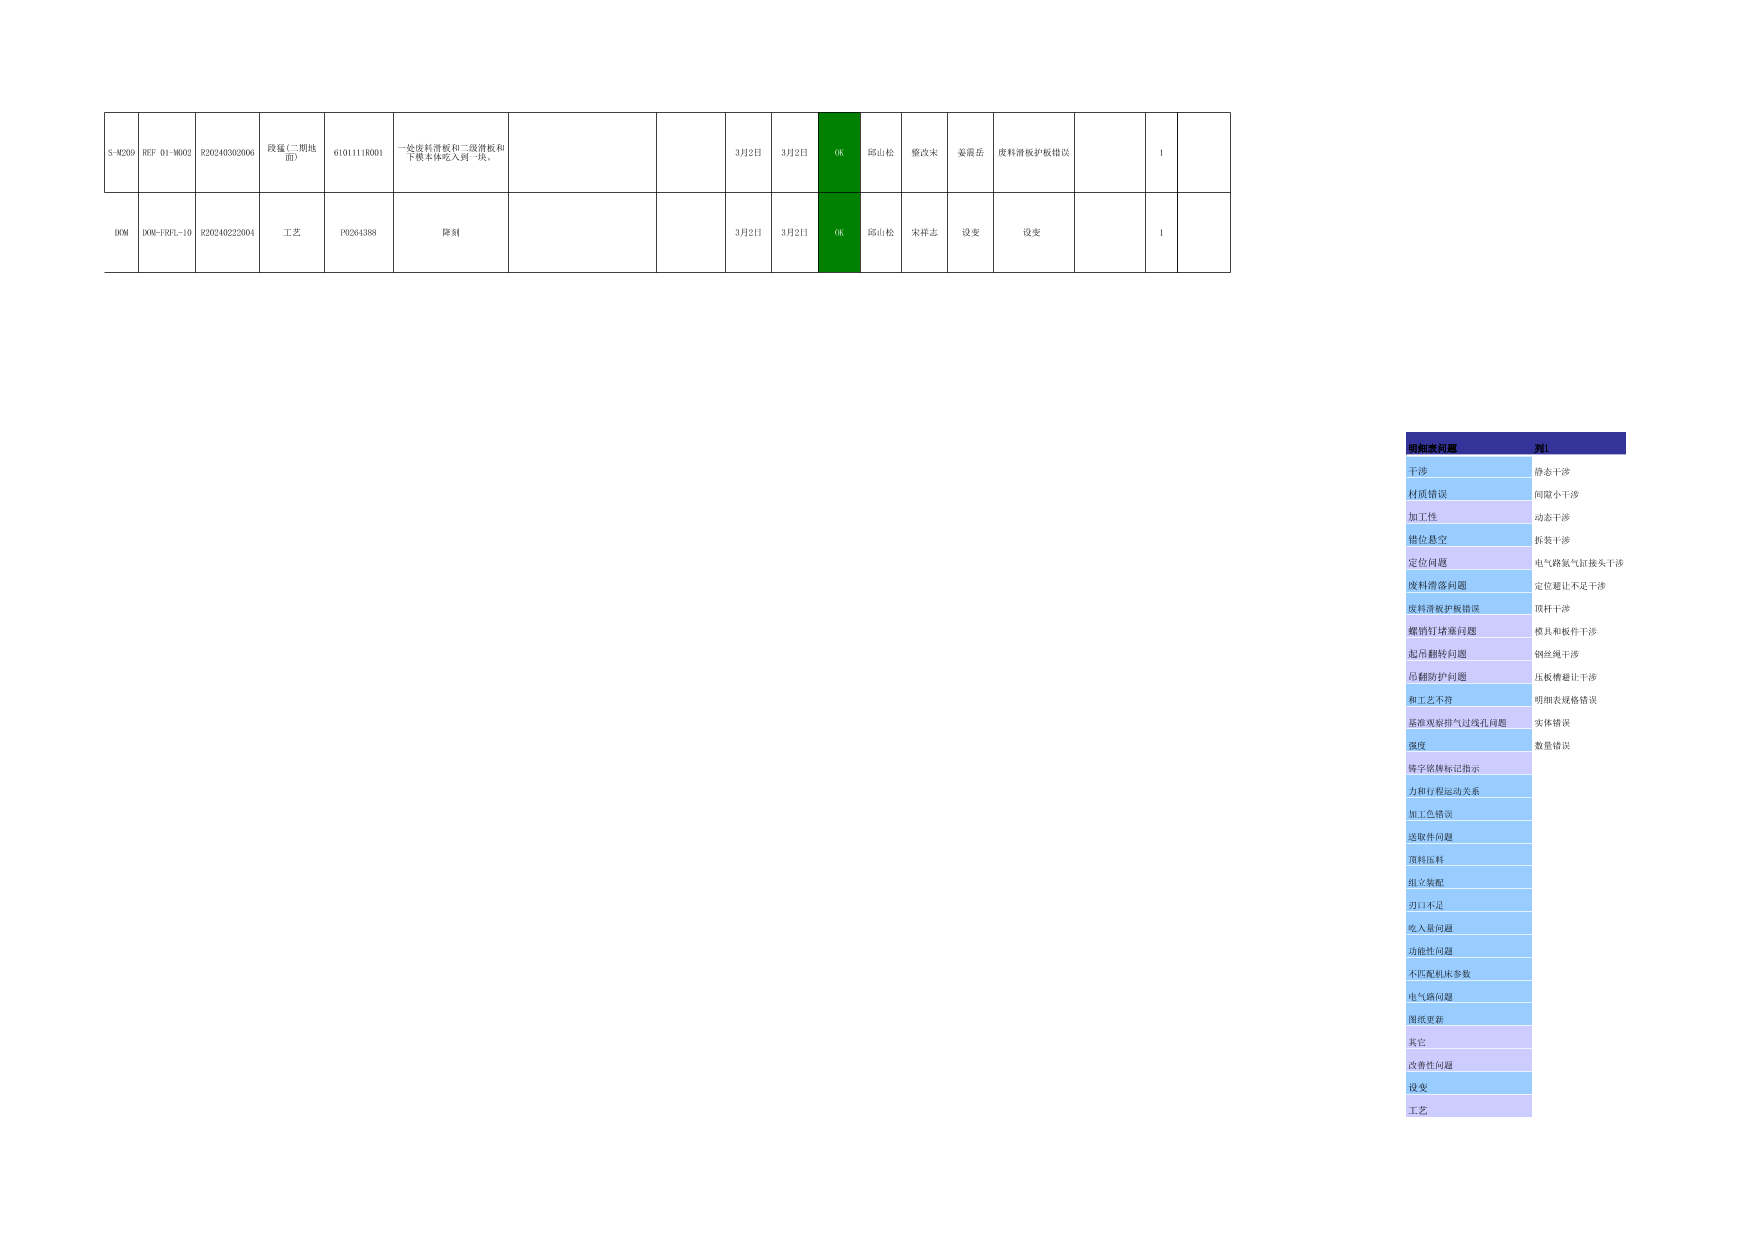 S-M209 REF 01-M002 R20240302006 段猛(二期地面) 6101111R001 一处废料滑板和二级滑板和下模本体吃入到一块。 3月2日 3月2日 OK 邱山松 整改宋 姜震岳 废料滑板护板错误 1
DOM DOM-FRFL-10 R20240222004 工艺 P0264388 降刻 3月2日 3月2日 OK 邱山松 宋祥志 设变 设变 1
明细表问题 列1
干涉 静态干涉
材质错误 间隙小干涉
加工性 动态干涉
错位悬空 拆装干涉
定位问题 电气路氮气缸接头干涉
废料滑落问题 定位避让不足干涉
废料滑板护板错误 顶杆干涉
螺销钉堵塞问题 模具和板件干涉
起吊翻转问题 钢丝绳干涉
吊翻防护问题 压板槽避让干涉
和工艺不符 明细表规格错误
基准观察排气过线孔问题 实体错误
强度 数量错误
铸字铭牌标记指示
力和行程运动关系
加工色错误
送取件问题
顶料压料
组立装配
刃口不足
吃入量问题
功能性问题
不匹配机床参数
电气路问题
图纸更新
其它
改善性问题
设变
工艺